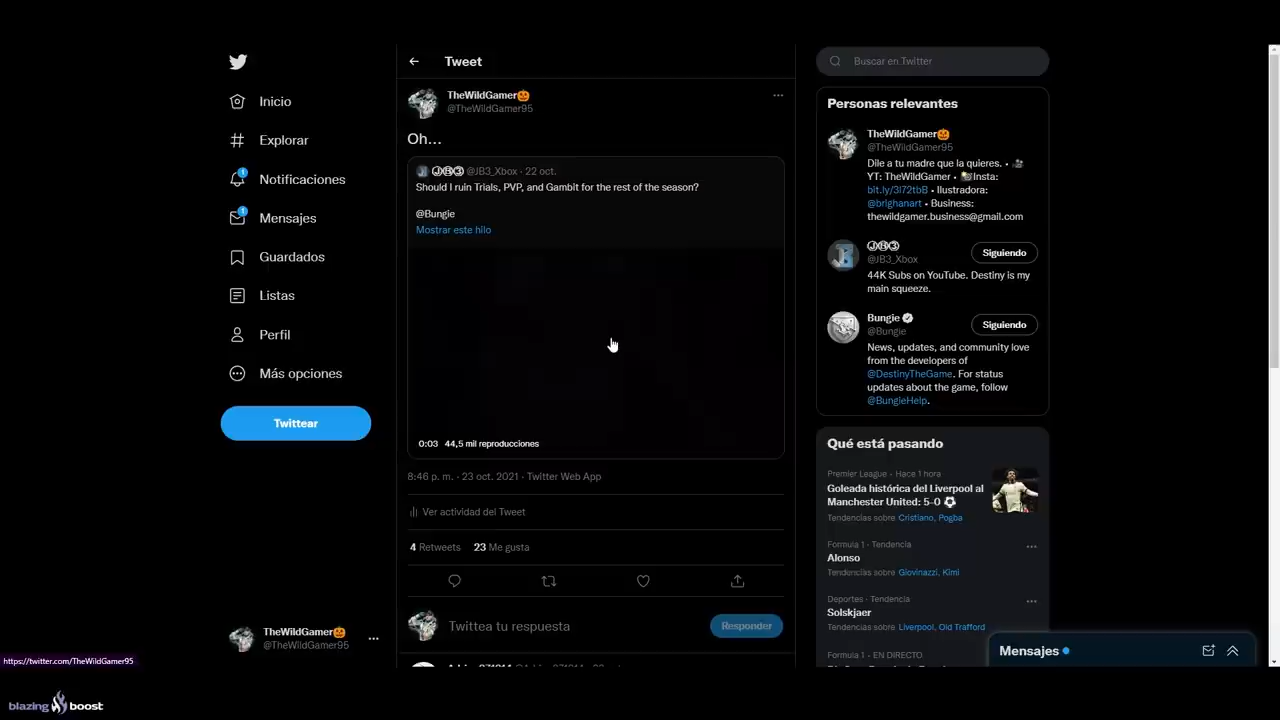 Tweet
Buscar en Twitter
Inicio
Explorar
Notificaciones
Mensajes
Guardados
Listas
Perfil
Más opciones
Twittear
TheWildGamer🎃
@TheWildGamer95
https://twitter.com/TheWildGamer95
TheWildGamer🎃
@TheWildGamer95
Oh...
ⒿⒷ③ @JB3_Xbox · 22 oct.
Should I ruin Trials, PVP, and Gambit for the rest of the season?
@Bungie
Mostrar este hilo
0:03 44,5 mil reproducciones
8:46 p. m. · 23 oct. 2021 · Twitter Web App
Ver actividad del Tweet
4 Retweets 23 Me gusta
Twittea tu respuesta
Responder
Personas relevantes
TheWildGamer🎃
@TheWildGamer95
Dile a tu madre que la quieres. • 🎥
YT: TheWildGamer • 📸Insta:
bit.ly/3l72tbB • Ilustradora:
@brighanart • Business:
thewildgamer.business@gmail.com
ⒿⒷ③
@JB3_Xbox
Siguiendo
44K Subs on YouTube. Destiny is my
main squeeze.
Bungie
@Bungie
Siguiendo
News, updates, and community love
from the developers of
@DestinyTheGame. For status
updates about the game, follow
@BungieHelp.
Qué está pasando
Premier League · Hace 1 hora
Goleada histórica del Liverpool al
Manchester United: 5-0 ⚽
Tendencias sobre Cristiano, Pogba
Formula 1 · Tendencia
Alonso
Tendencias sobre Giovinazzi, Kimi
Deportes · Tendencia
Solskjaer
Tendencias sobre Liverpool, Old Trafford
Formula 1 · EN DIRECTO
Mensajes
blazing boost